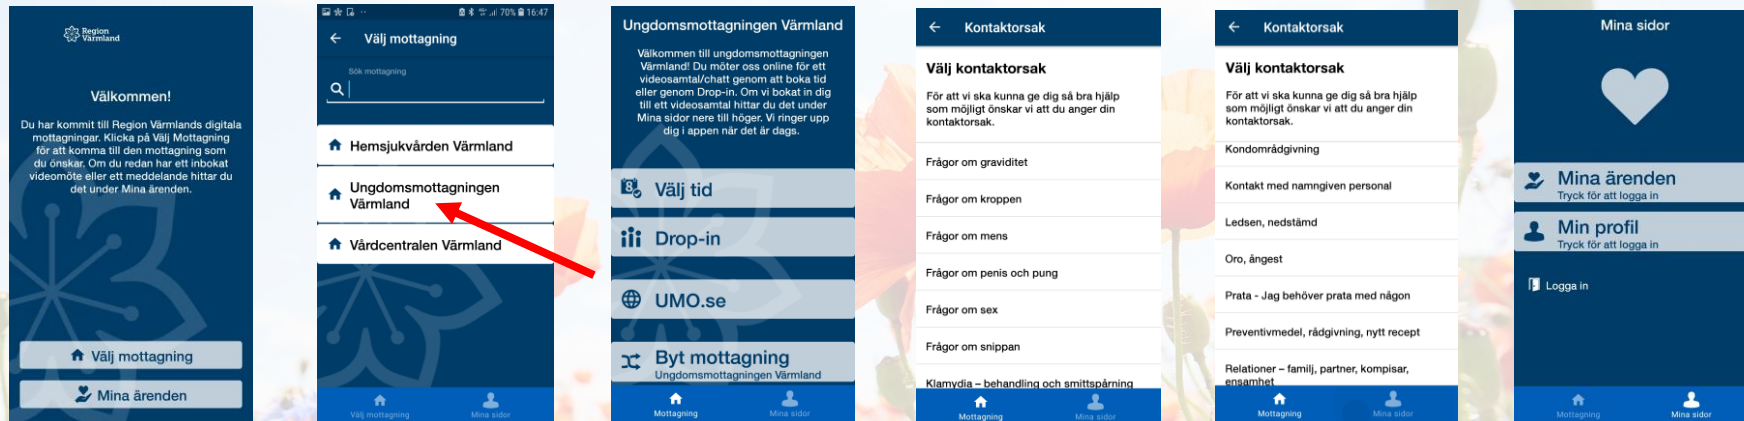 Region
Värmland
Välkommen!
Du har kommit till Region Värmlands digitala
mottagningar. Klicka på Välj Mottagning
för att komma till den mottagning som
du önskar. Om du redan har ett inbokat
videomöte eller ett meddelande hittar du
det under Mina ärenden.
Välj mottagning
Mina ärenden
70% 16:47
Välj mottagning
Sök mottagning
Hemsjukvården Värmland
Ungdomsmottagningen
Värmland
Vårdcentralen Värmland
Välj mottagning
Mina sidor
Ungdomsmottagningen Värmland
Välkommen till ungdomsmottagningen
Värmland! Du möter oss online för ett
videosamtal/chatt genom att boka tid
eller genom Drop-in. Om vi bokat in dig
till ett videosamtal hittar du det under
Mina sidor nere till höger. Vi ringer upp
dig i appen när det är dags.
Välj tid
Drop-in
UMO.se
Byt mottagning
Ungdomsmottagningen Värmland
Mottagning
Mina sidor
Kontaktorsak
Välj kontaktorsak
För att vi ska kunna ge dig så bra hjälp
som möjligt önskar vi att du anger din
kontaktorsak.
Frågor om graviditet
Frågor om kroppen
Frågor om mens
Frågor om penis och pung
Frågor om sex
Frågor om snippan
Klamydia – behandling och smittspårning
Mottagning
Mina sidor
Kontaktorsak
Välj kontaktorsak
För att vi ska kunna ge dig så bra hjälp
som möjligt önskar vi att du anger din
kontaktorsak.
Kondområdgivning
Kontakt med namngiven personal
Ledsen, nedstämd
Oro, ångest
Prata - Jag behöver prata med någon
Preventivmedel, rådgivning, nytt recept
Relationer – familj, partner, kompisar,
ensamhet
Mottagning
Mina sidor
Mina sidor
Mina ärenden
Tryck för att logga in
Min profil
Tryck för att logga in
Logga in
Mottagning
Mina sidor